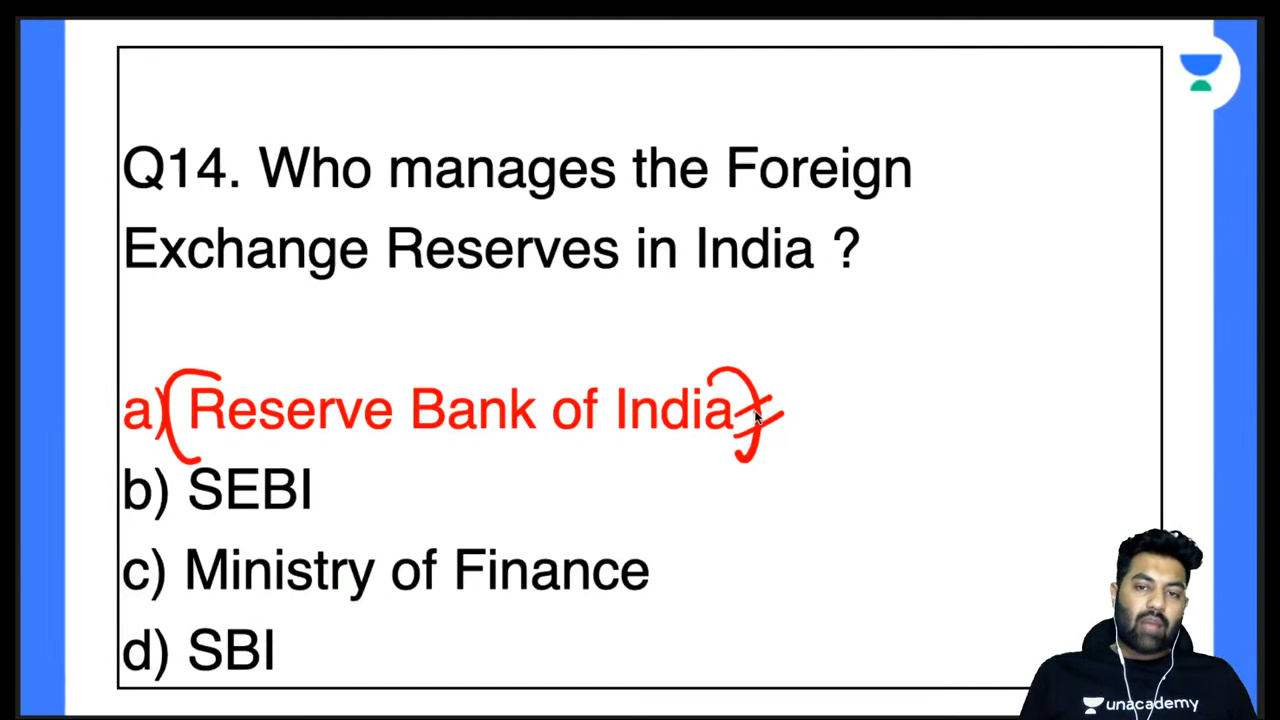 Q14. Who manages the Foreign
Exchange Reserves in India ?
a) Reserve Bank of India
b) SEBI
c) Ministry of Finance
d) SBI
unacademy